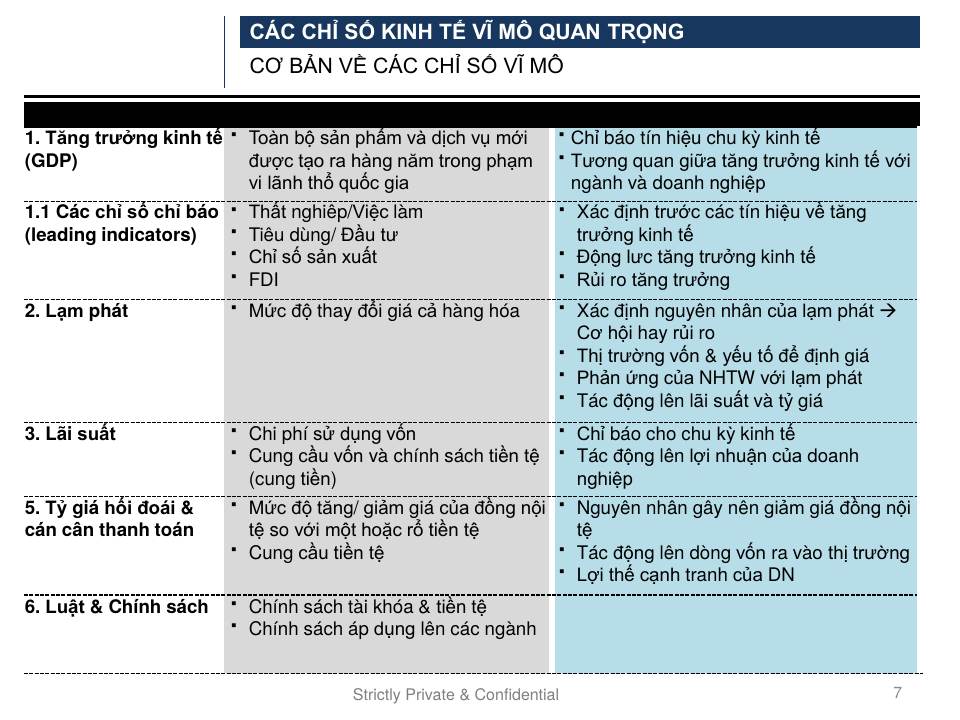 CÁC CHỈ SỐ KINH TẾ VĨ MÔ QUAN TRỌNG
CƠ BẢN VỀ CÁC CHỈ SỐ VĨ MÔ
1. Tăng trưởng kinh tế
(GDP)
▪ Toàn bộ sản phẩm và dịch vụ mới
được tạo ra hàng năm trong phạm
vi lãnh thổ quốc gia
▪ Chỉ báo tín hiệu chu kỳ kinh tế
▪ Tương quan giữa tăng trưởng kinh tế với
ngành và doanh nghiệp
1.1 Các chỉ số chỉ báo
(leading indicators)
▪ Thất nghiêp/Việc làm
▪ Tiêu dùng/ Đầu tư
▪ Chỉ số sản xuất
▪ FDI
▪ Xác định trước các tín hiệu về tăng
trưởng kinh tế
▪ Động lưc tăng trưởng kinh tế
▪ Rủi ro tăng trưởng
2. Lạm phát
▪ Mức độ thay đổi giá cả hàng hóa
▪ Xác định nguyên nhân của lạm phát →
Cơ hội hay rủi ro
▪ Thị trường vốn & yếu tố để định giá
▪ Phản ứng của NHTW với lạm phát
▪ Tác động lên lãi suất và tỷ giá
3. Lãi suất
▪ Chi phí sử dụng vốn
▪ Cung cầu vốn và chính sách tiền tệ
(cung tiền)
▪ Chỉ báo cho chu kỳ kinh tế
▪ Tác động lên lợi nhuận của doanh
nghiệp
5. Tỷ giá hối đoái &
cán cân thanh toán
▪ Mức độ tăng/ giảm giá của đồng nội
tệ so với một hoặc rổ tiền tệ
▪ Cung cầu tiền tệ
▪ Nguyên nhân gây nên giảm giá đồng nội
tệ
▪ Tác động lên dòng vốn ra vào thị trường
▪ Lợi thế cạnh tranh của DN
6. Luật & Chính sách
▪ Chính sách tài khóa & tiền tệ
▪ Chính sách áp dụng lên các ngành
Strictly Private & Confidential
7